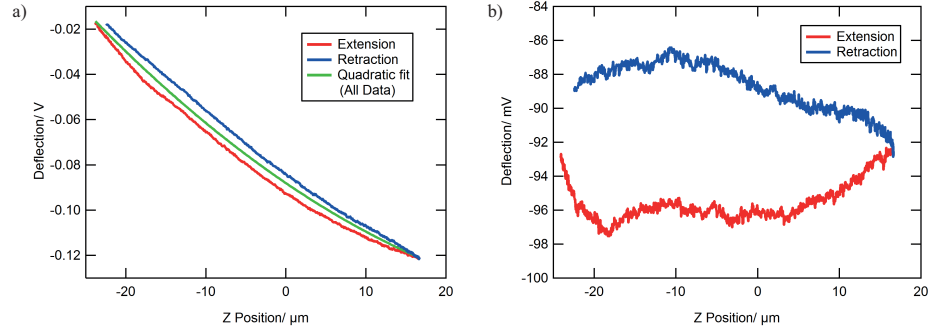 a)
-0.02
-0.04
-0.06
-0.08
-0.10
-0.12
Deflection/ V
Extension
Retraction
Quadratic fit
(All Data)
-20
-10
0
10
20
Z Position/ µm
b)
-84
-86
-88
-90
-92
-94
-96
-98
-100
Deflection/ mV
Extension
Retraction
-20
-10
0
10
20
Z Position/ µm